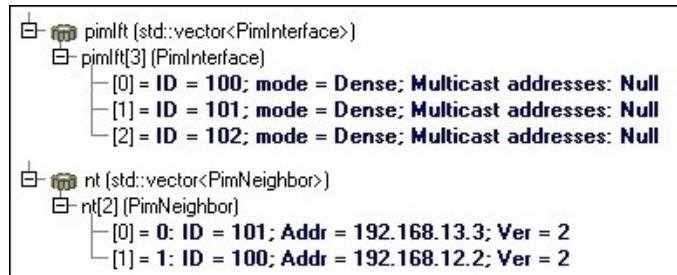 pimIft (std::vector<PimInterface>)
pimIft[3] (PimInterface)
[0] = ID = 100; mode = Dense; Multicast addresses: Null
[1] = ID = 101; mode = Dense; Multicast addresses: Null
[2] = ID = 102; mode = Dense; Multicast addresses: Null
nt (std::vector<PimNeighbor>)
nt[2] (PimNeighbor)
[0] = 0: ID = 101; Addr = 192.168.13.3; Ver = 2
[1] = 1: ID = 100; Addr = 192.168.12.2; Ver = 2